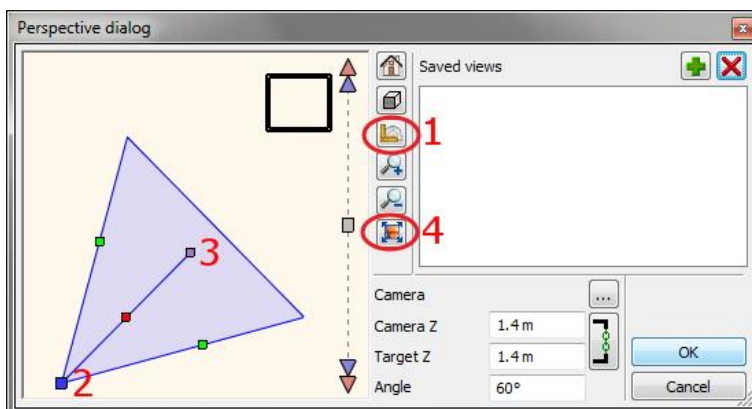 Perspective dialog
Saved views
1
4
3
2
Camera
...
Camera Z 1.4 m
Target Z 1.4 m
Angle 60°
OK
Cancel